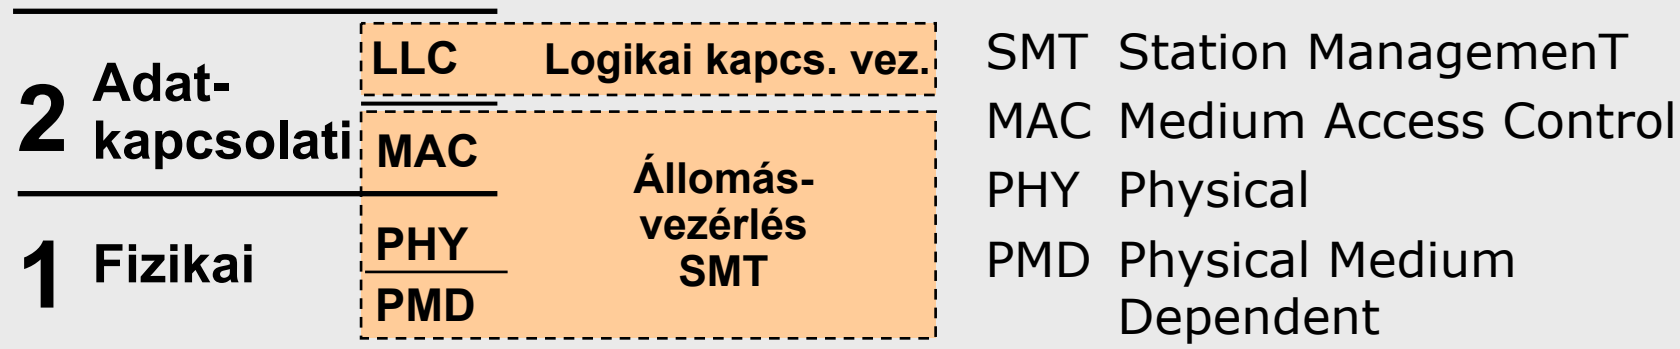 2 Adat-
kapcsolati
1 Fizikai
LLC Logikai kapcs. vez.
MAC
PHY
PMD
Állomás-
vezérlés
SMT
SMT Station ManagemenT
MAC Medium Access Control
PHY Physical
PMD Physical Medium
Dependent